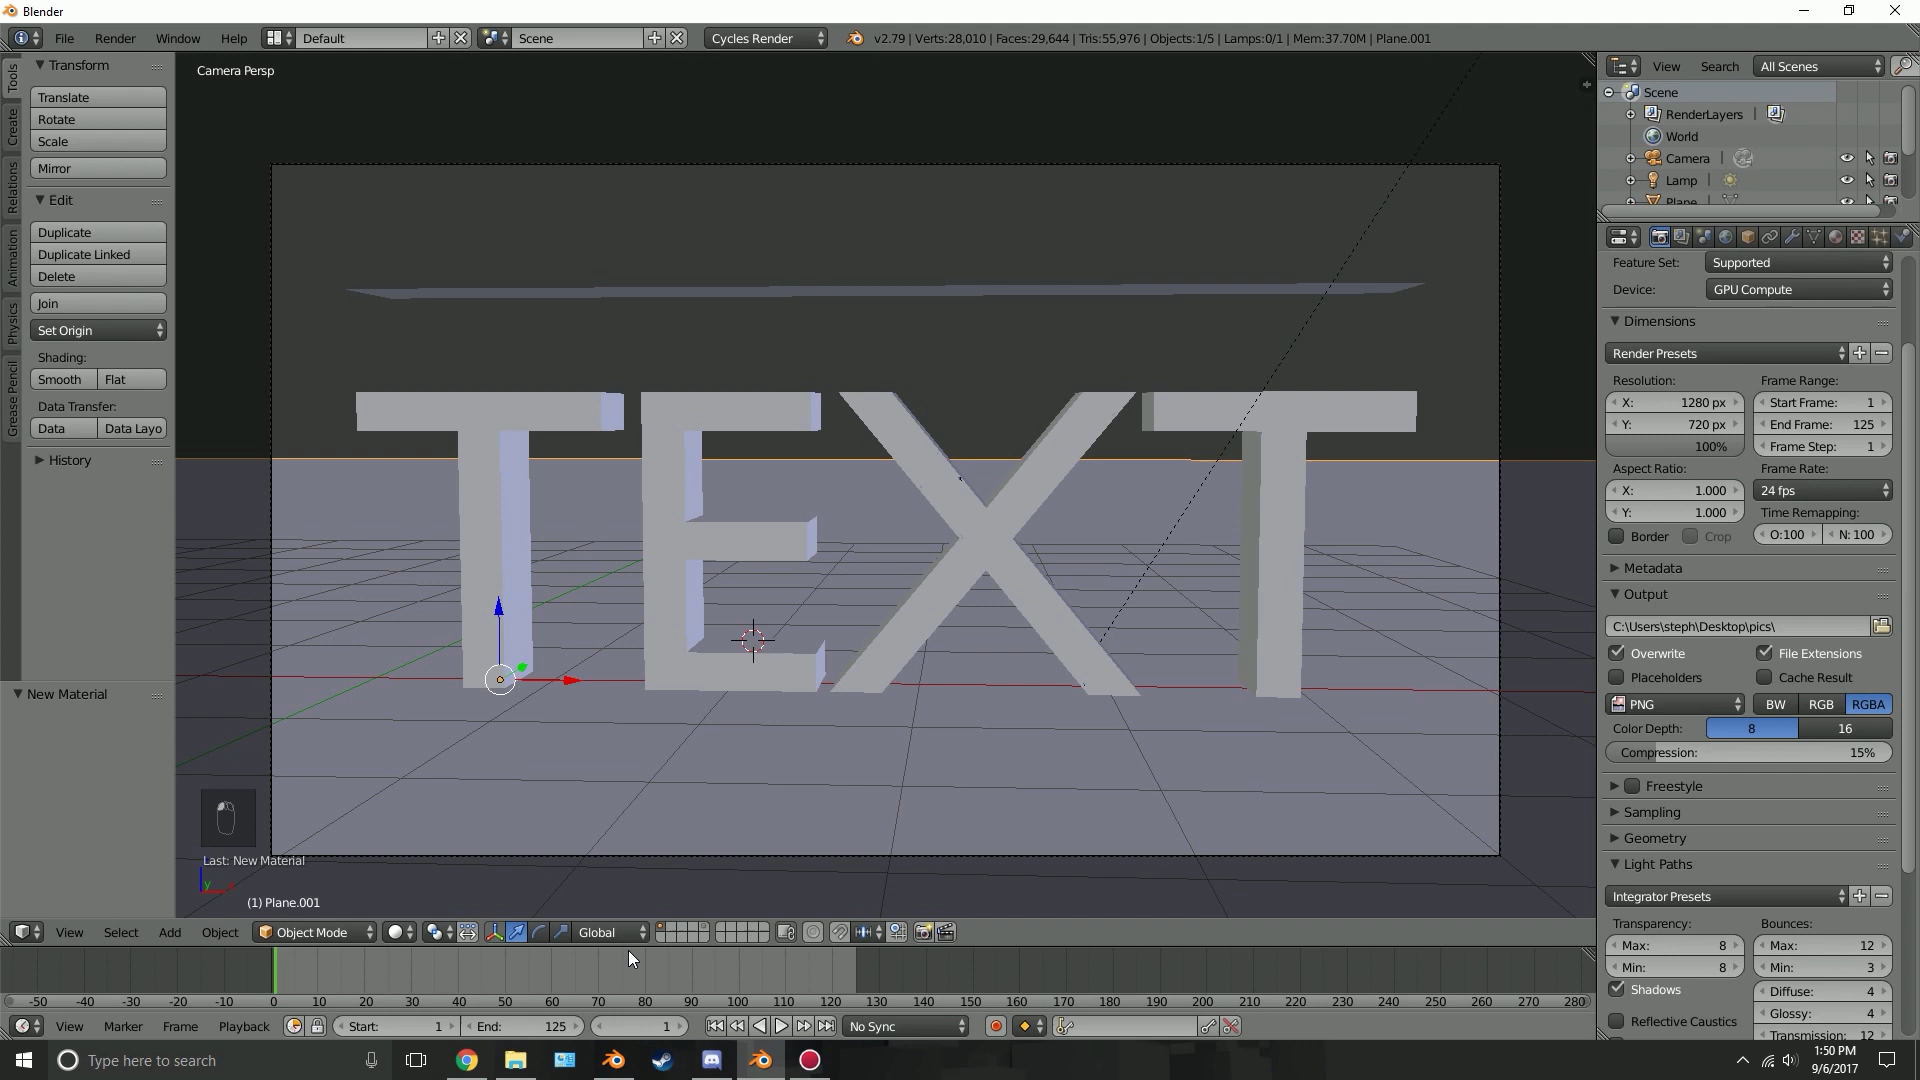 Blender
File Render Window Help Default Scene Cycles Render v2.79 | Verts:28,010 | Faces:29,644 | Tris:55,976 | Objects:1/5 | Lamps:0/1 | Mem:37.70M | Plane.001
Tools
Create
Relations
Animation
Physics
Grease Pencil
Transform
Translate
Rotate
Scale
Mirror
Edit
Duplicate
Duplicate Linked
Delete
Join
Set Origin
Shading:
Smooth Flat
Data Transfer:
Data Data Layo
History
New Material
Camera Persp
TEXT
Last: New Material
y
(1) Plane.001
View Select Add Object Object Mode Global
-50 -40 -30 -20 -10 0 10 20 30 40 50 60 70 80 90 100 110 120 130 140 150 160 170 180 190 200 210 220 230 240 250 260 270 280
View Marker Frame Playback Start: 1 End: 125 1 No Sync
View Search All Scenes
Scene
RenderLayers |
World
Camera |
Lamp |
Plane
Feature Set: Supported
Device: GPU Compute
Dimensions
Render Presets
Resolution: Frame Range:
X: 1280 px Start Frame: 1
Y: 720 px End Frame: 125
100% Frame Step: 1
Aspect Ratio: Frame Rate:
X: 1.000 24 fps
Y: 1.000 Time Remapping:
Border Crop O:100 N: 100
Metadata
Output
C:\Users\steph\Desktop\pics\
Overwrite File Extensions
Placeholders Cache Result
PNG BW RGB RGBA
Color Depth: 8 16
Compression: 15%
Freestyle
Sampling
Geometry
Light Paths
Integrator Presets
Transparency: Bounces:
Max: 8 Max: 12
Min: 8 Min: 3
Shadows Diffuse: 4
Reflective Caustics Glossy: 4
Transmission: 12
Type here to search
1:50 PM
9/6/2017